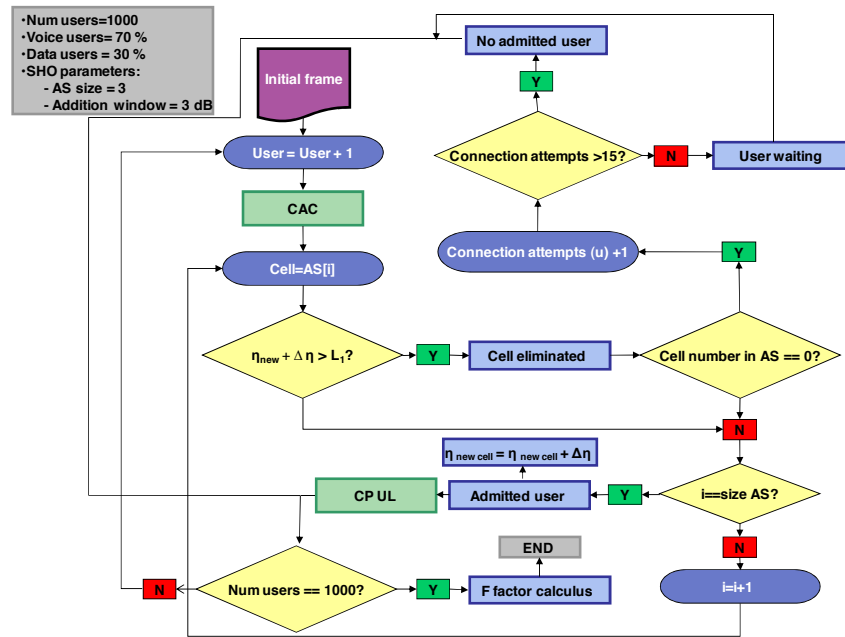 •Num users=1000
•Voice users= 70 %
•Data users = 30 %
•SHO parameters:
- AS size = 3
- Addition window = 3 dB
Initial frame
No admitted user
Y
Connection attempts >15?
N
User waiting
User = User + 1
CAC
Cell=AS[i]
Connection attempts (u) +1
Y
ηnew + Δ η > L1?
Y
Cell eliminated
Cell number in AS == 0?
N
η new cell = η new cell + Δη
CP UL
Admitted user
Y
i==size AS?
N
END
N
Num users == 1000?
Y
F factor calculus
i=i+1